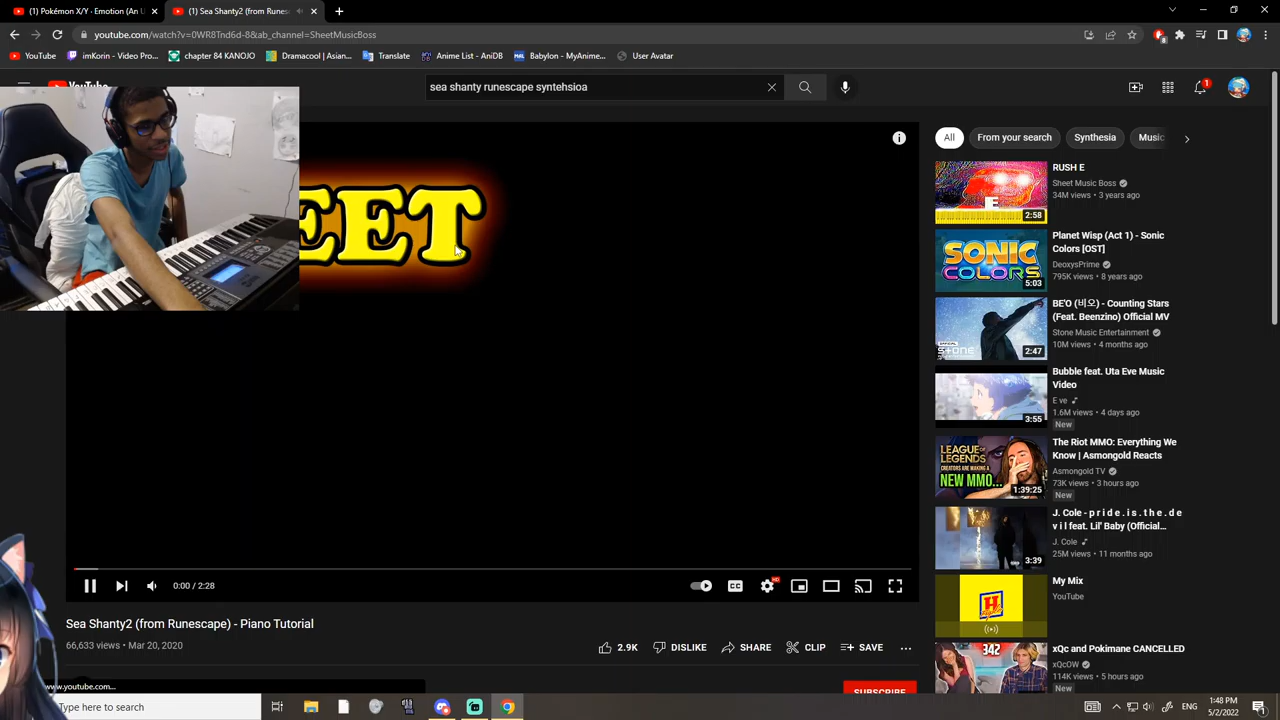 (1) Pokémon X/Y - Emotion (An U
(1) Sea Shanty2 (from Runes
youtube.com/watch?v=0WR8Tnd6d-8&ab_channel=SheetMusicBoss
YouTube
imKorin - Video Pro...
chapter 84 KANOJO
Dramacool | Asian...
Translate
Anime List - AniDB
Babylon - MyAnime...
User Avatar
sea shanty runescape syntehsioa
1
EET
All
From your search
Synthesia
Music
RUSH E
Sheet Music Boss
34M views • 3 years ago
E
2:58
Planet Wisp (Act 1) - Sonic
Colors [OST]
DeoxysPrime
795K views • 8 years ago
SONIC
COLORS
5:03
BE'O (비오) - Counting Stars
(Feat. Beenzino) Official MV
Stone Music Entertainment
10M views • 4 months ago
2:47
Bubble feat. Uta Eve Music
Video
E ve
1.6M views • 4 days ago
New
3:55
The Riot MMO: Everything We
Know | Asmongold Reacts
Asmongold TV
73K views • 3 hours ago
New
LEAGUE OF
LEGENDS
CREATORS ARE MAKING A
NEW MMO...
1:39:25
J. Cole - p r i d e . i s . t h e . d e
v i l feat. Lil' Baby (Official...
J. Cole
25M views • 11 months ago
3:39
My Mix
YouTube
xQc and Pokimane CANCELLED
xQcOW
114K views • 5 hours ago
New
342
0:00 / 2:28
CC
HD
Sea Shanty2 (from Runescape) - Piano Tutorial
66,633 views • Mar 20, 2020
2.9K
DISLIKE
SHARE
CLIP
SAVE
www.youtube.com...
SUBSCRIBE
Type here to search
ENG
1:48 PM
5/2/2022